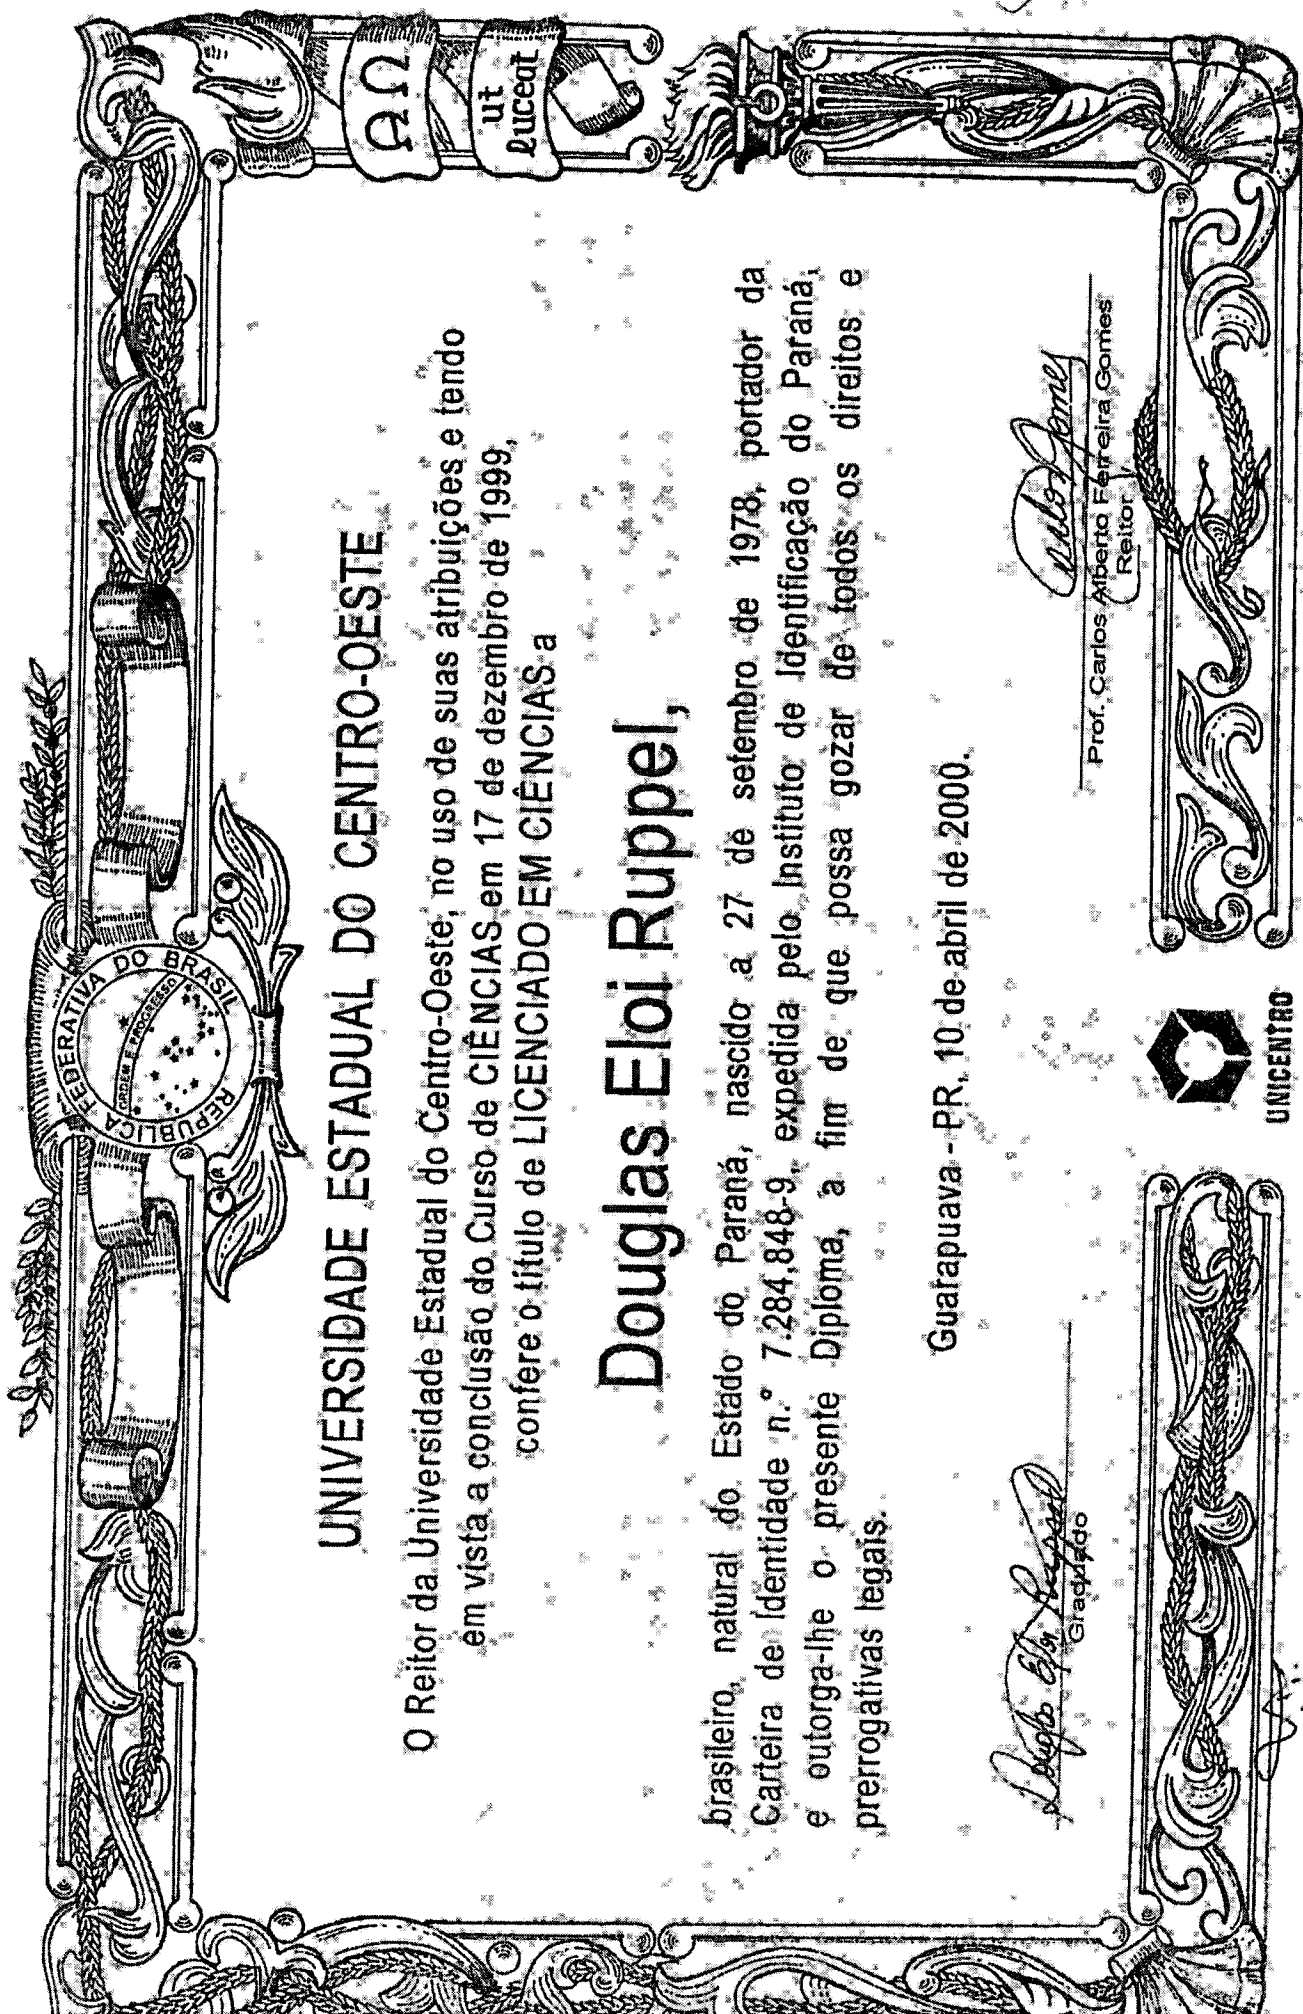 REPÚBLICA FEDERATIVA DO BRASIL
ORDEM E PROGRESSO
ut
luceat
UNIVERSIDADE ESTADUAL DO CENTRO-OESTE
O Reitor da Universidade Estadual do Centro-Oeste, no uso de suas atribuições e tendo
em vista a conclusão do Curso de CIÊNCIAS em 17 de dezembro de 1999,
confere o título de LICENCIADO EM CIÊNCIAS a
Douglas Eloi Ruppel,
brasileiro, natural do Estado do Paraná, nascido a 27 de setembro de 1978, portador da
Carteira de Identidade n.º 7.284.848-9, expedida pelo Instituto de Identificação do Paraná,
e outorga-lhe o presente Diploma, a fim de que possa gozar de todos os direitos e
prerrogativas legais.
Guarapuava - PR, 10 de abril de 2000.
Douglas Eloi Ruppel
Graduado
Prof. Carlos Alberto Ferreira Gomes
Reitor
UNICENTRO